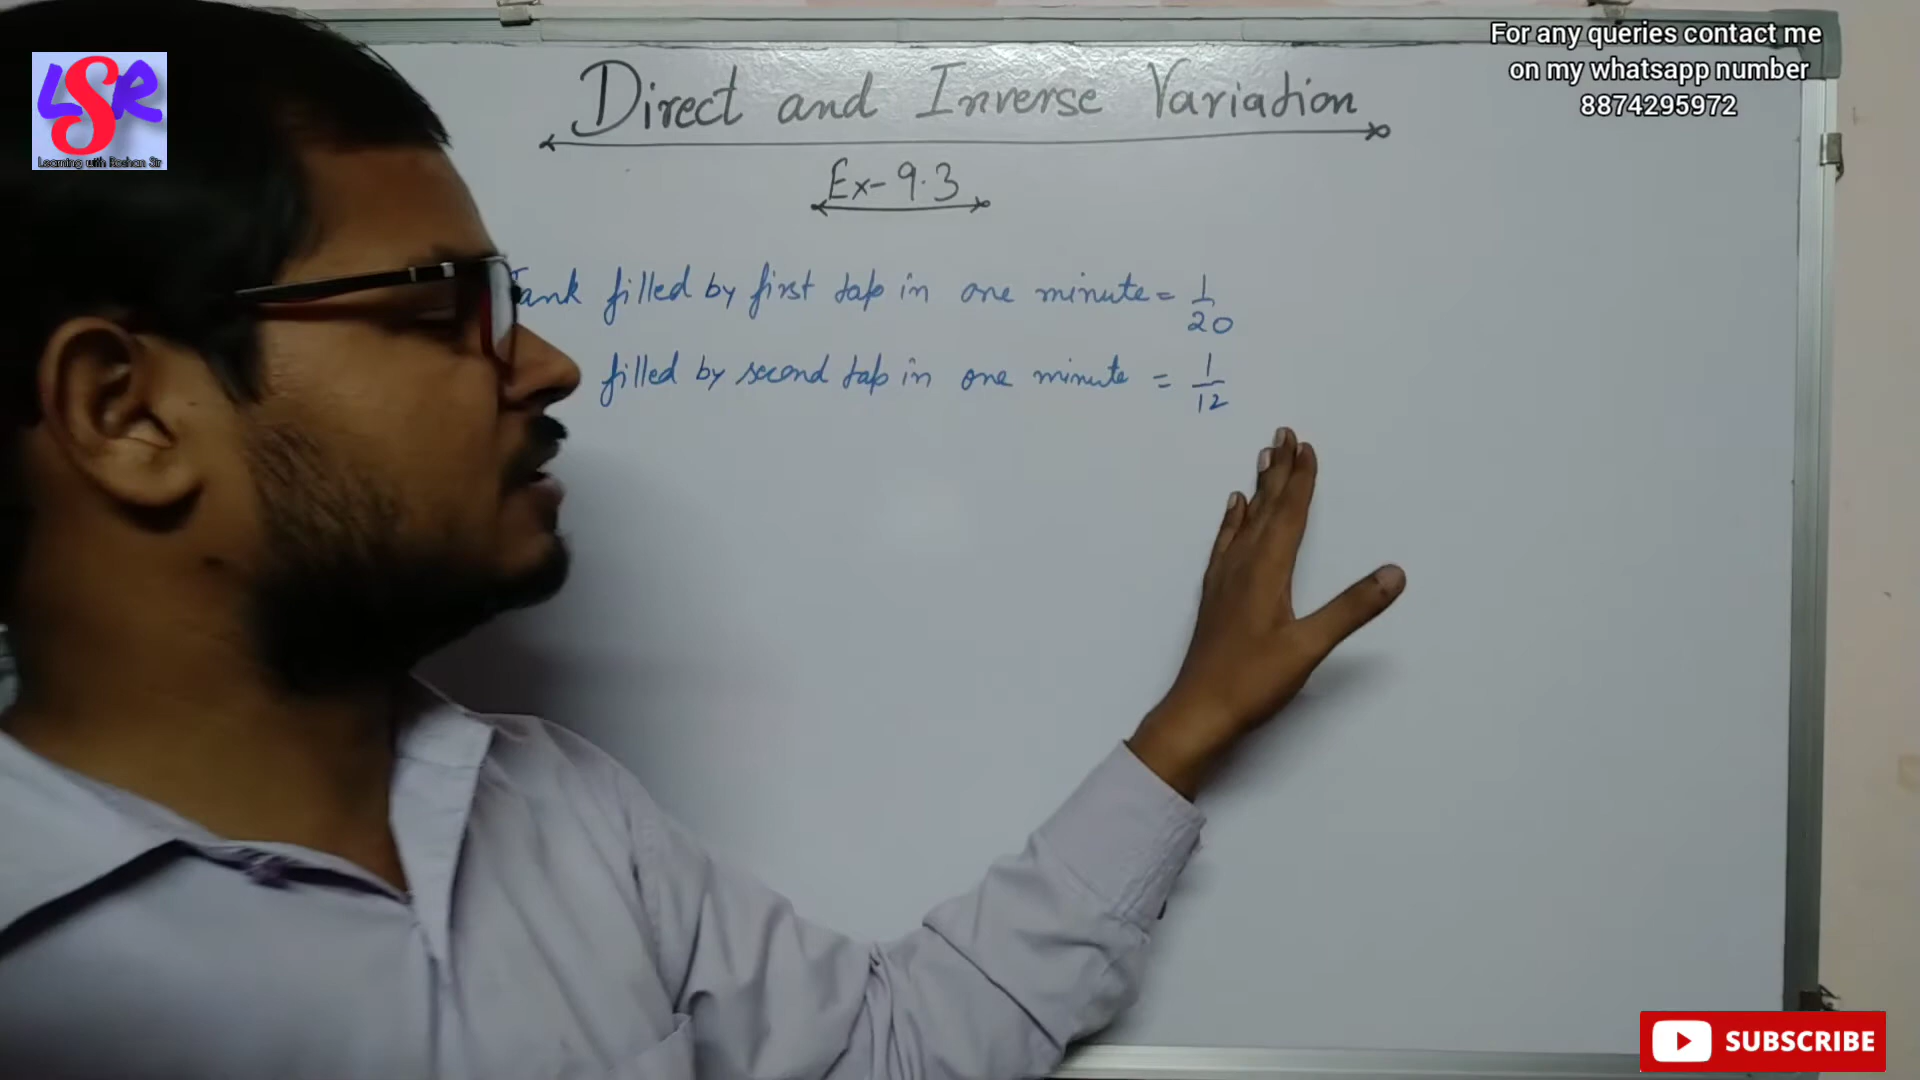 LSR
Learning with Roshan Sir
For any queries contact me
on my whatsapp number
8874295972
Direct and Inverse Variation
Ex-9.3
Tank filled by first tap in one minute = 1/20
filled by second tap in one minute = 1/12
SUBSCRIBE